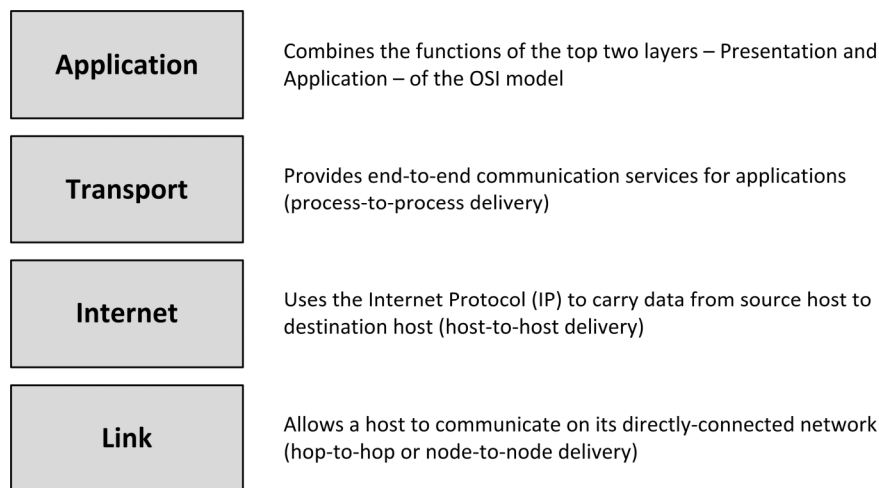 Application
Combines the functions of the top two layers – Presentation and
Application – of the OSI model
Transport
Provides end-to-end communication services for applications
(process-to-process delivery)
Internet
Uses the Internet Protocol (IP) to carry data from source host to
destination host (host-to-host delivery)
Link
Allows a host to communicate on its directly-connected network
(hop-to-hop or node-to-node delivery)